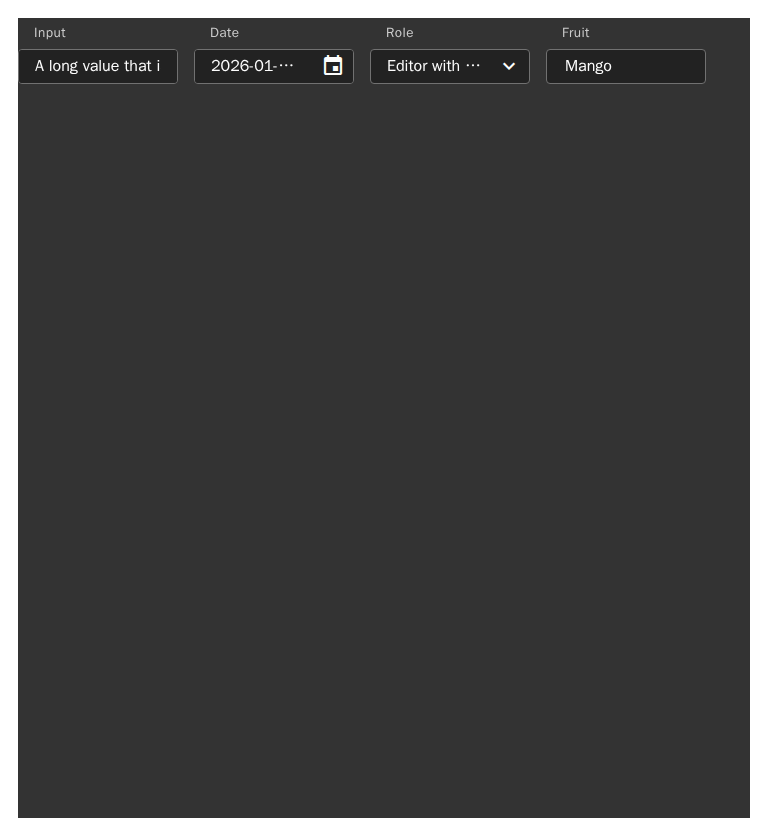 Input
Date
Role
Fruit
A long value that i
2026-01-···
Editor with ···
Mango